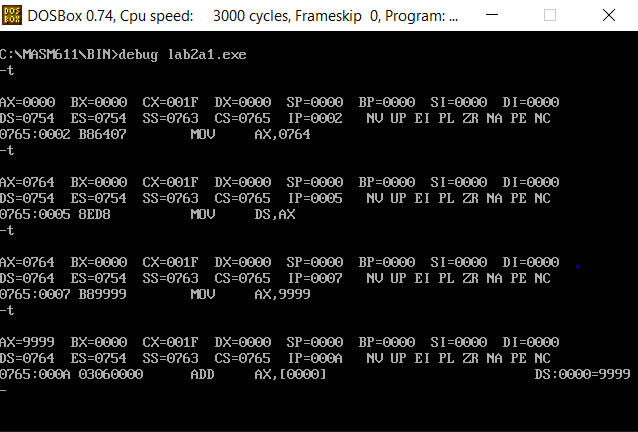 DOS BOX DOSBox 0.74, Cpu speed: 3000 cycles, Frameskip 0, Program: ...
C:\MASM611\BIN>debug lab2a1.exe
-t
AX=0000 BX=0000 CX=001F DX=0000 SP=0000 BP=0000 SI=0000 DI=0000
DS=0754 ES=0754 SS=0763 CS=0765 IP=0002 NV UP EI PL ZR NA PE NC
0765:0002 B86407 MOV AX,0764
-t
AX=0764 BX=0000 CX=001F DX=0000 SP=0000 BP=0000 SI=0000 DI=0000
DS=0754 ES=0754 SS=0763 CS=0765 IP=0005 NV UP EI PL ZR NA PE NC
0765:0005 8ED8 MOV DS,AX
-t
AX=0764 BX=0000 CX=001F DX=0000 SP=0000 BP=0000 SI=0000 DI=0000
DS=0764 ES=0754 SS=0763 CS=0765 IP=0007 NV UP EI PL ZR NA PE NC
0765:0007 B89999 MOV AX,9999
-t
AX=9999 BX=0000 CX=001F DX=0000 SP=0000 BP=0000 SI=0000 DI=0000
DS=0764 ES=0754 SS=0763 CS=0765 IP=000A NV UP EI PL ZR NA PE NC
0765:000A 03060000 ADD AX,[0000] DS:0000=9999
-